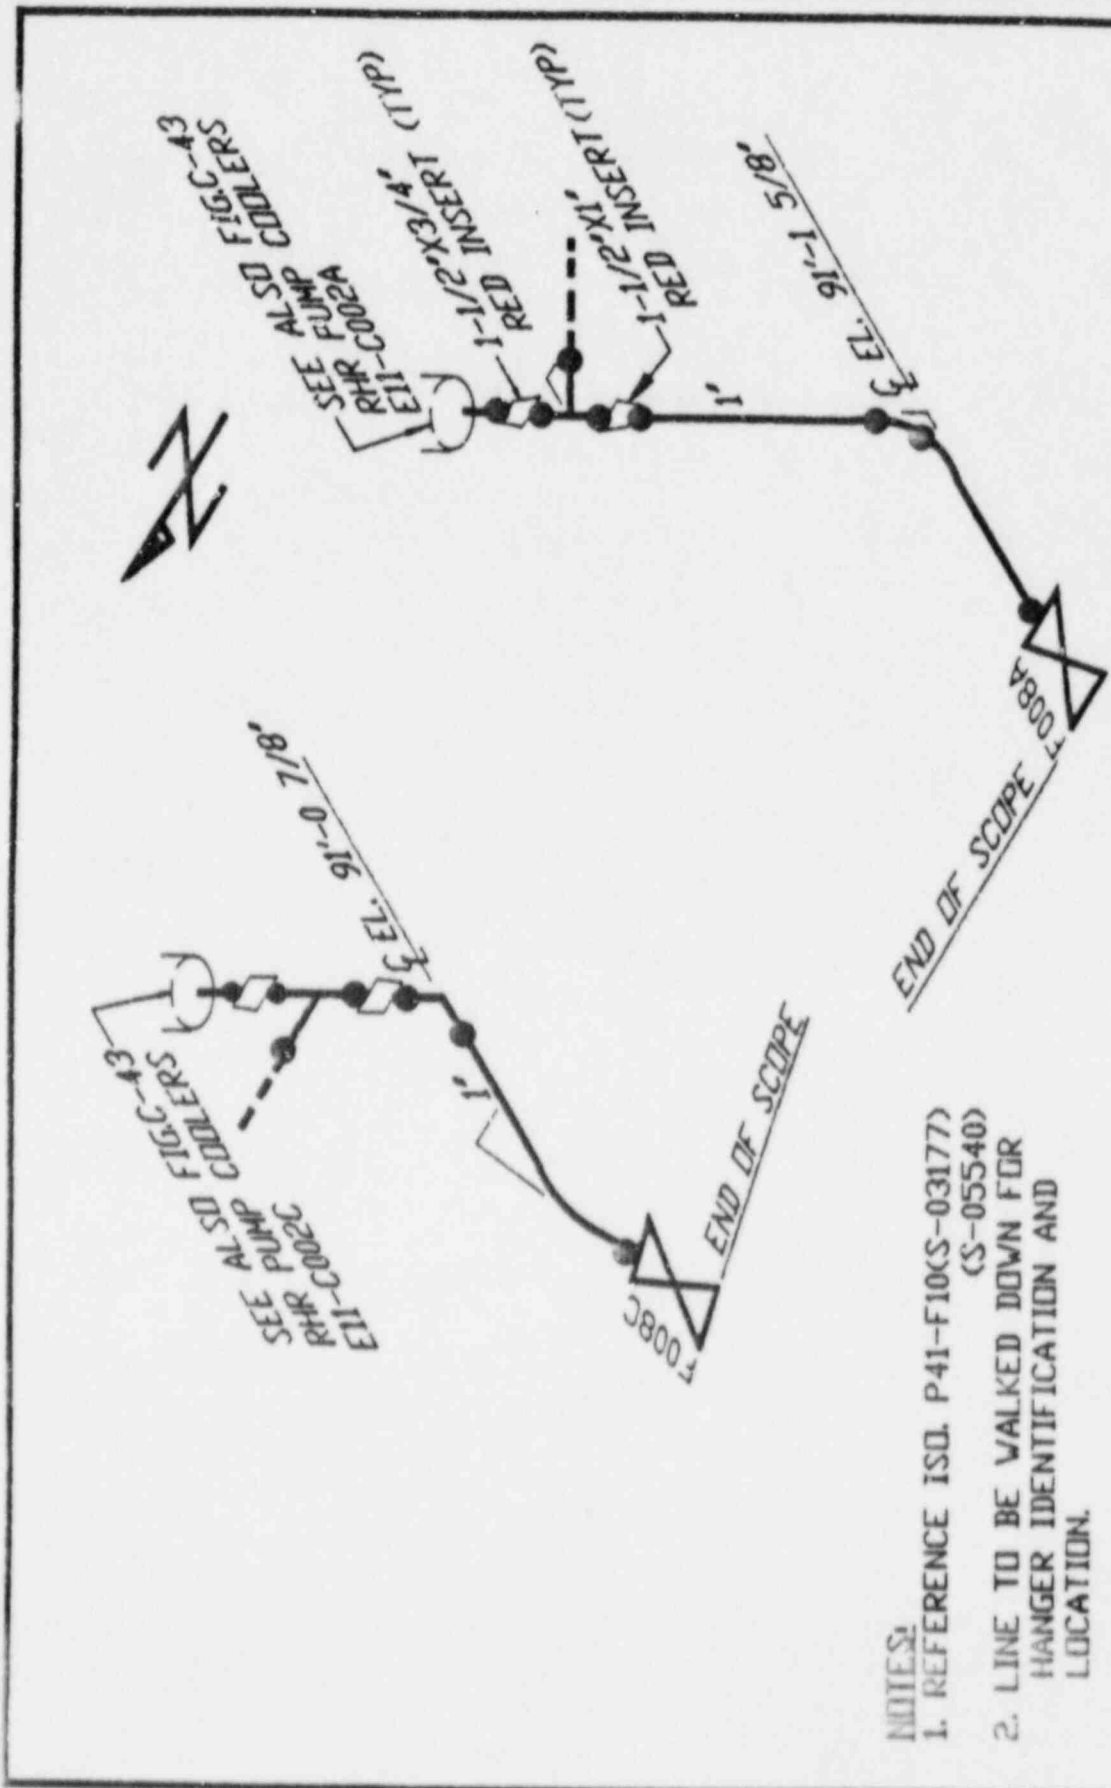 SEE ALSO FIG.C-43
RHR PUMP COOLERS
E11-C002C
℄ EL. 91'-0 7/8"
1"
F008C
END OF SCOPE
SEE ALSO FIG.C-43
RHR PUMP COOLERS
E11-C002A
1-1/2"X3/4"
RED INSERT (TYP)
1-1/2"X1"
RED INSERT (TYP)
1"
℄ EL. 91'-1 5/8"
F008A
END OF SCOPE
NOTES:
1. REFERENCE ISO. P41-F10(S-03177)
(S-05540)
2. LINE TO BE WALKED DOWN FOR
HANGER IDENTIFICATION AND
LOCATION.